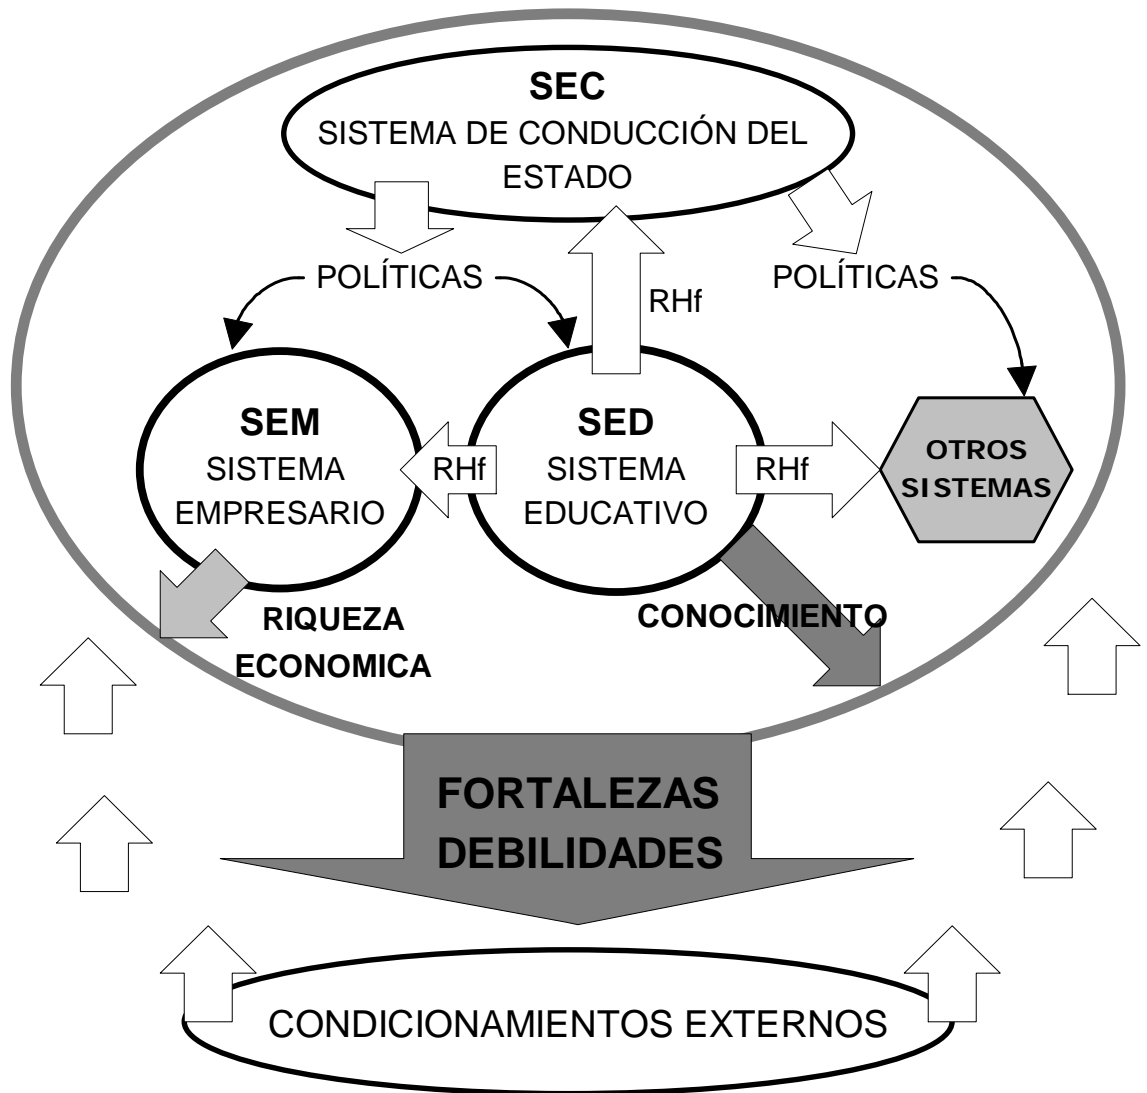 SEC
SISTEMA DE CONDUCCIÓN DEL
ESTADO
POLÍTICAS
POLÍTICAS
RHf
SEM
SISTEMA
EMPRESARIO
RHf
SED
SISTEMA
EDUCATIVO
RHf
OTROS
SISTEMAS
RIQUEZA
ECONOMICA
CONOCIMIENTO
FORTALEZAS
DEBILIDADES
CONDICIONAMIENTOS EXTERNOS